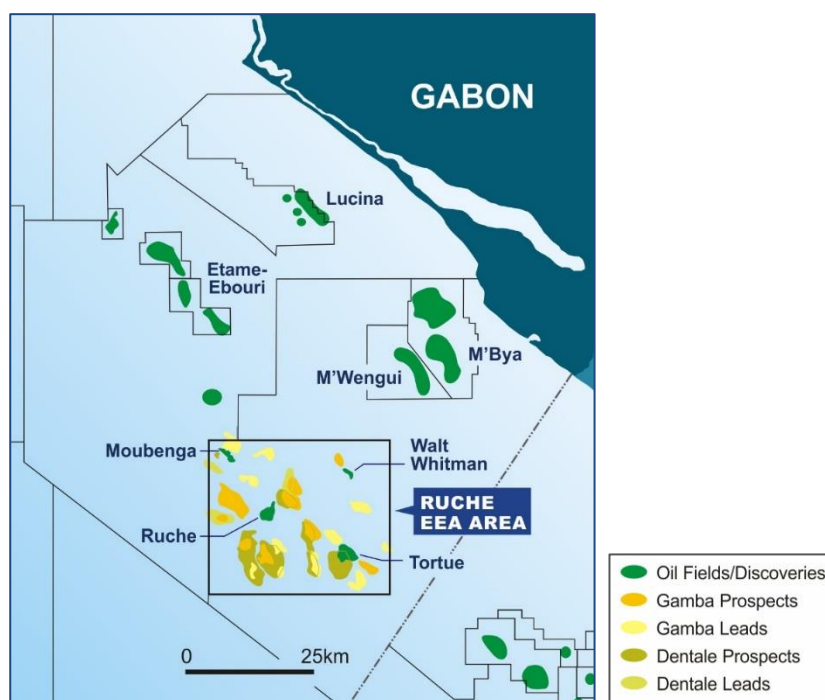 GABON
Lucina
Etame-
Ebouri
M'Bya
M'Wengui
Moubenga
Walt
Whitman
RUCHE
EEA AREA
Ruche
Tortue
0 25km
Oil Fields/Discoveries
Gamba Prospects
Gamba Leads
Dentale Prospects
Dentale Leads